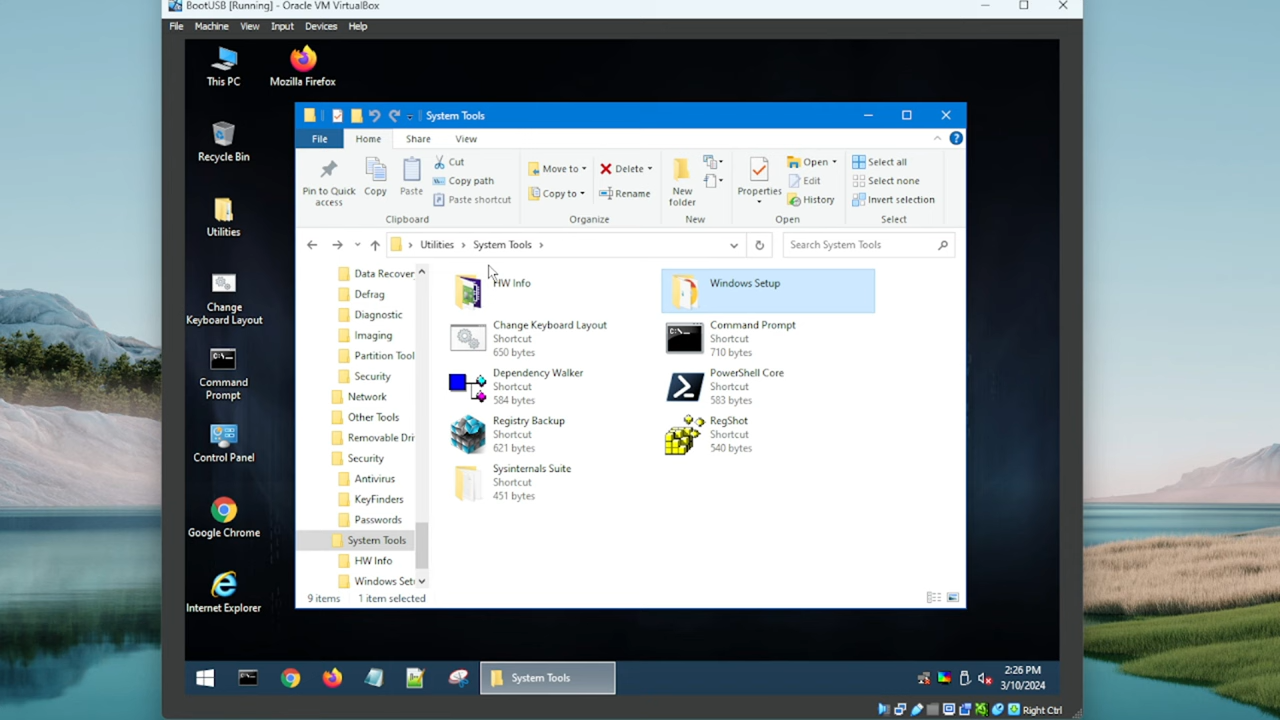 BootUSB [Running] - Oracle VM VirtualBox
File Machine View Input Devices Help
This PC
Mozilla Firefox
Recycle Bin
Utilities
Change
Keyboard Layout
Command
Prompt
Control Panel
Google Chrome
Internet Explorer
System Tools
File Home Share View
Pin to Quick
access
Copy
Paste
Cut
Copy path
Paste shortcut
Clipboard
Move to
Copy to
Delete
Rename
Organize
New
folder
New
Properties
Open
Edit
History
Open
Select all
Select none
Invert selection
Select
Utilities > System Tools >
Search System Tools
Data Recover
Defrag
Diagnostic
Imaging
Partition Tool
Security
Network
Other Tools
Removable Dri
Security
Antivirus
KeyFinders
Passwords
System Tools
HW Info
Windows Set
HW Info
Windows Setup
Change Keyboard Layout
Shortcut
650 bytes
Command Prompt
Shortcut
710 bytes
Dependency Walker
Shortcut
584 bytes
PowerShell Core
Shortcut
583 bytes
Registry Backup
Shortcut
621 bytes
RegShot
Shortcut
540 bytes
Sysinternals Suite
Shortcut
451 bytes
9 items 1 item selected
System Tools
2:26 PM
3/10/2024
Right Ctrl